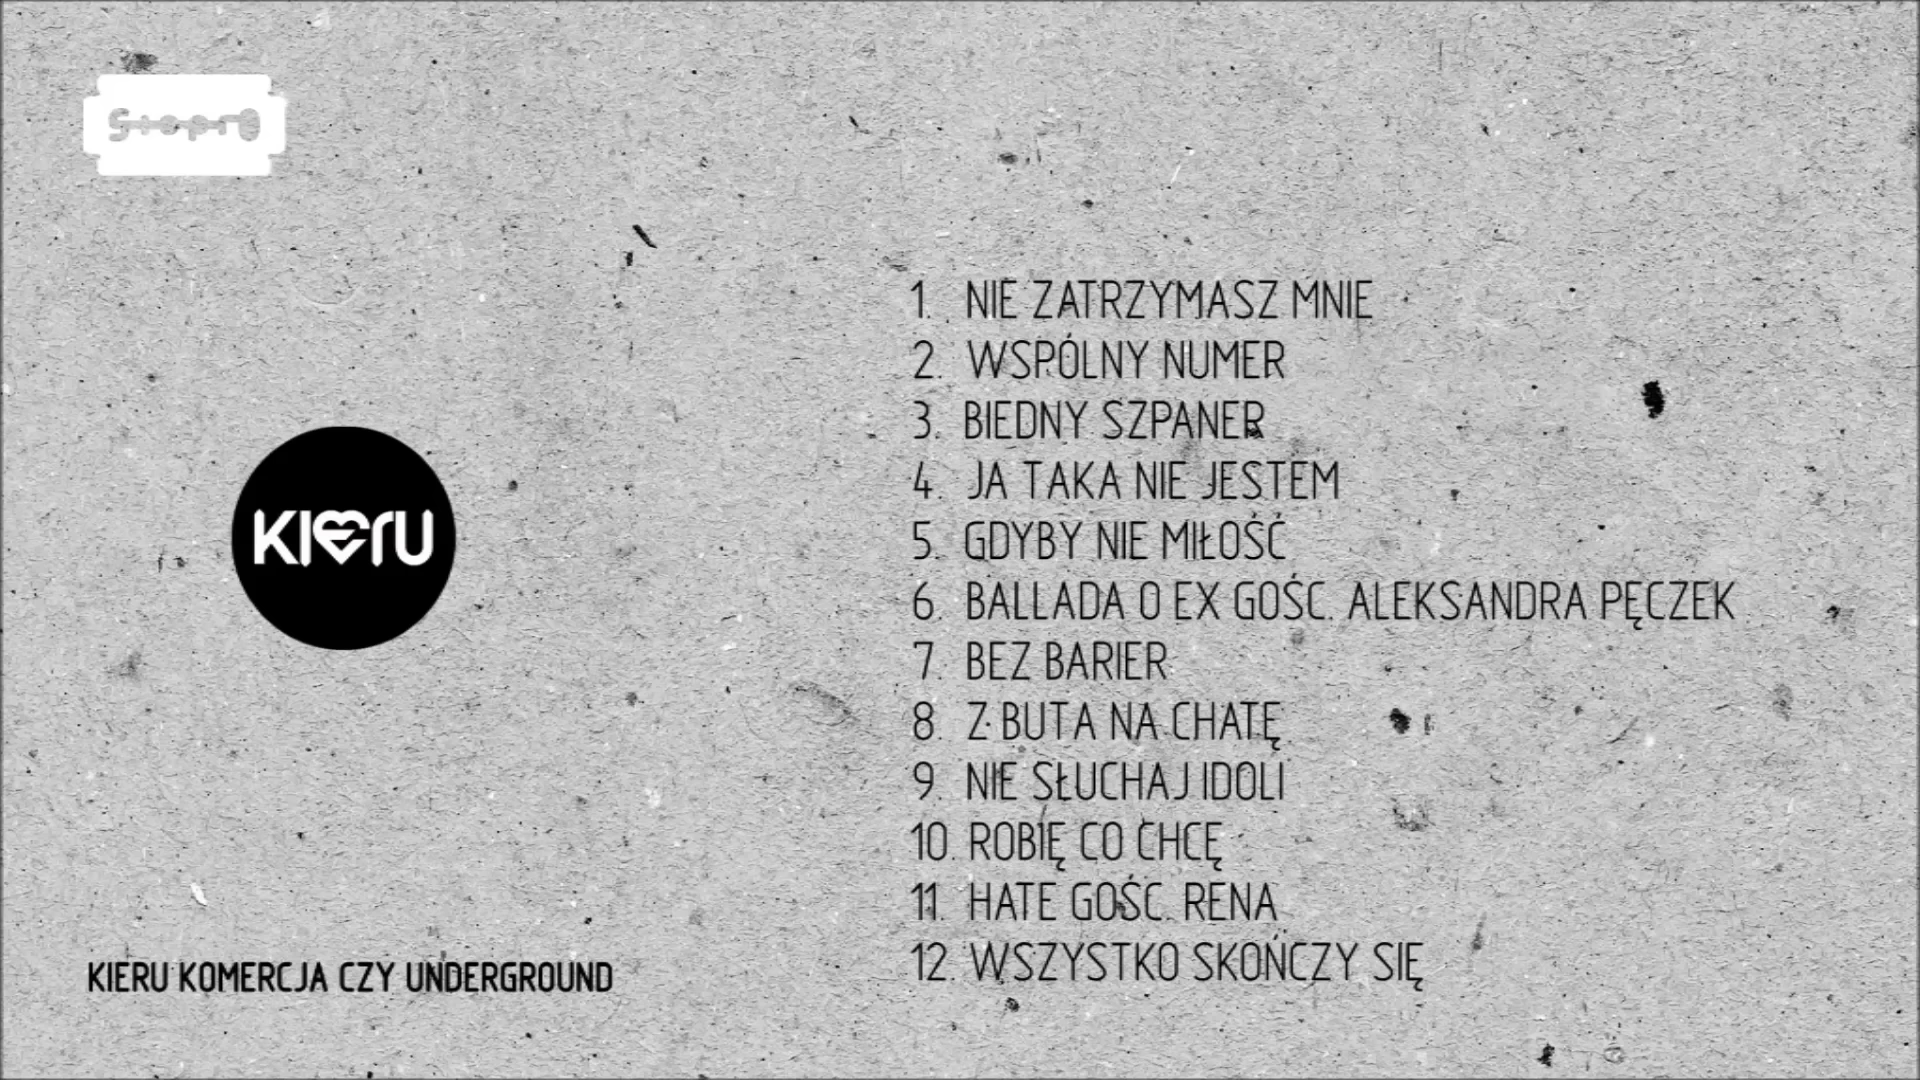 Siepro
KIERU
1. NIE ZATRZYMASZ MNIE
2. WSPÓLNY NUMER
3. BIEDNY SZPANER
4. JA TAKA NIE JESTEM
5. GDYBY NIE MIŁOŚĆ
6. BALLADA O EX GOŚC. ALEKSANDRA PĘCZEK
7. BEZ BARIER
8. Z BUTA NA CHATĘ
9. NIE SŁUCHAJ IDOLI
10. ROBIĘ CO CHCĘ
11. HATE GOŚC. RENA
12. WSZYSTKO SKOŃCZY SIĘ
KIERU KOMERCJA CZY UNDERGROUND